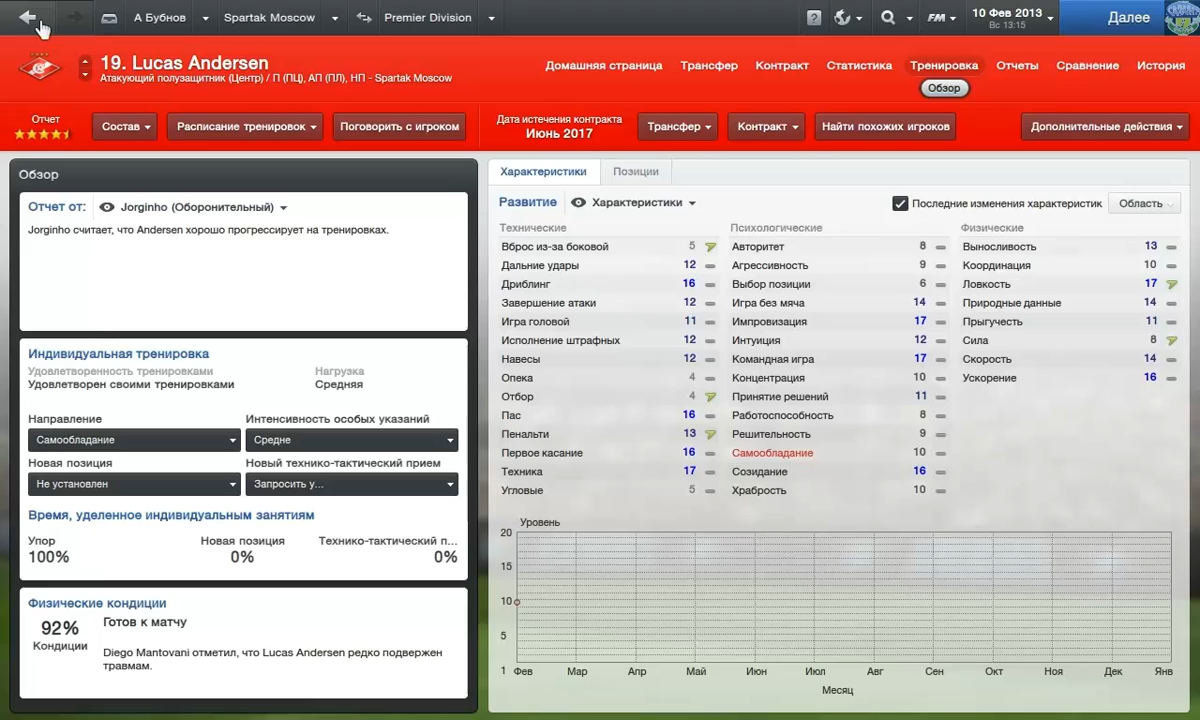 А Бубнов
Spartak Moscow
Premier Division
?
FM
10 Фев 2013
Вс 13:15
Далее
19. Lucas Andersen
Атакующий полузащитник (Центр) / П (ПЦ), АП (ПЛ), НП - Spartak Moscow
Домашняя страница
Трансфер
Контракт
Статистика
Тренировка
Отчеты
Сравнение
История
Обзор
Отчет
Состав
Расписание тренировок
Поговорить с игроком
Дата истечения контракта
Июнь 2017
Трансфер
Контракт
Найти похожих игроков
Дополнительные действия
Обзор
Отчет от: Jorginho (Оборонительный)
Jorginho считает, что Andersen хорошо прогрессирует на тренировках.
Индивидуальная тренировка
Удовлетворенность тренировками Нагрузка
Удовлетворен своими тренировками Средняя
Направление Интенсивность особых указаний
Самообладание Средне
Новая позиция Новый технико-тактический прием
Не установлен Запросить у...
Время, уделенное индивидуальным занятиям
Упор Новая позиция Технико-тактический п...
100% 0% 0%
Физические кондиции
92% Готов к матчу
Кондиции
Diego Mantovani отметил, что Lucas Andersen редко подвержен
травмам.
Характеристики Позиции
Развитие Характеристики
Последние изменения характеристик Область
Технические Психологические Физические
Вброс из-за боковой 5 Авторитет 8 Выносливость 13
Дальние удары 12 Агрессивность 9 Координация 10
Дриблинг 16 Выбор позиции 6 Ловкость 17
Завершение атаки 12 Игра без мяча 14 Природные данные 14
Игра головой 11 Импровизация 17 Прыгучесть 11
Исполнение штрафных 12 Интуиция 12 Сила 8
Навесы 12 Командная игра 17 Скорость 14
Опека 4 Концентрация 10 Ускорение 16
Отбор 4 Принятие решений 11
Пас 16 Работоспособность 8
Пенальти 13 Решительность 9
Первое касание 16 Самообладание 10
Техника 17 Созидание 16
Угловые 5 Храбрость 10
Уровень
20
15
10
5
1
Фев Мар Апр Май Июн Июл Авг Сен Окт Ноя Дек Янв
Месяц